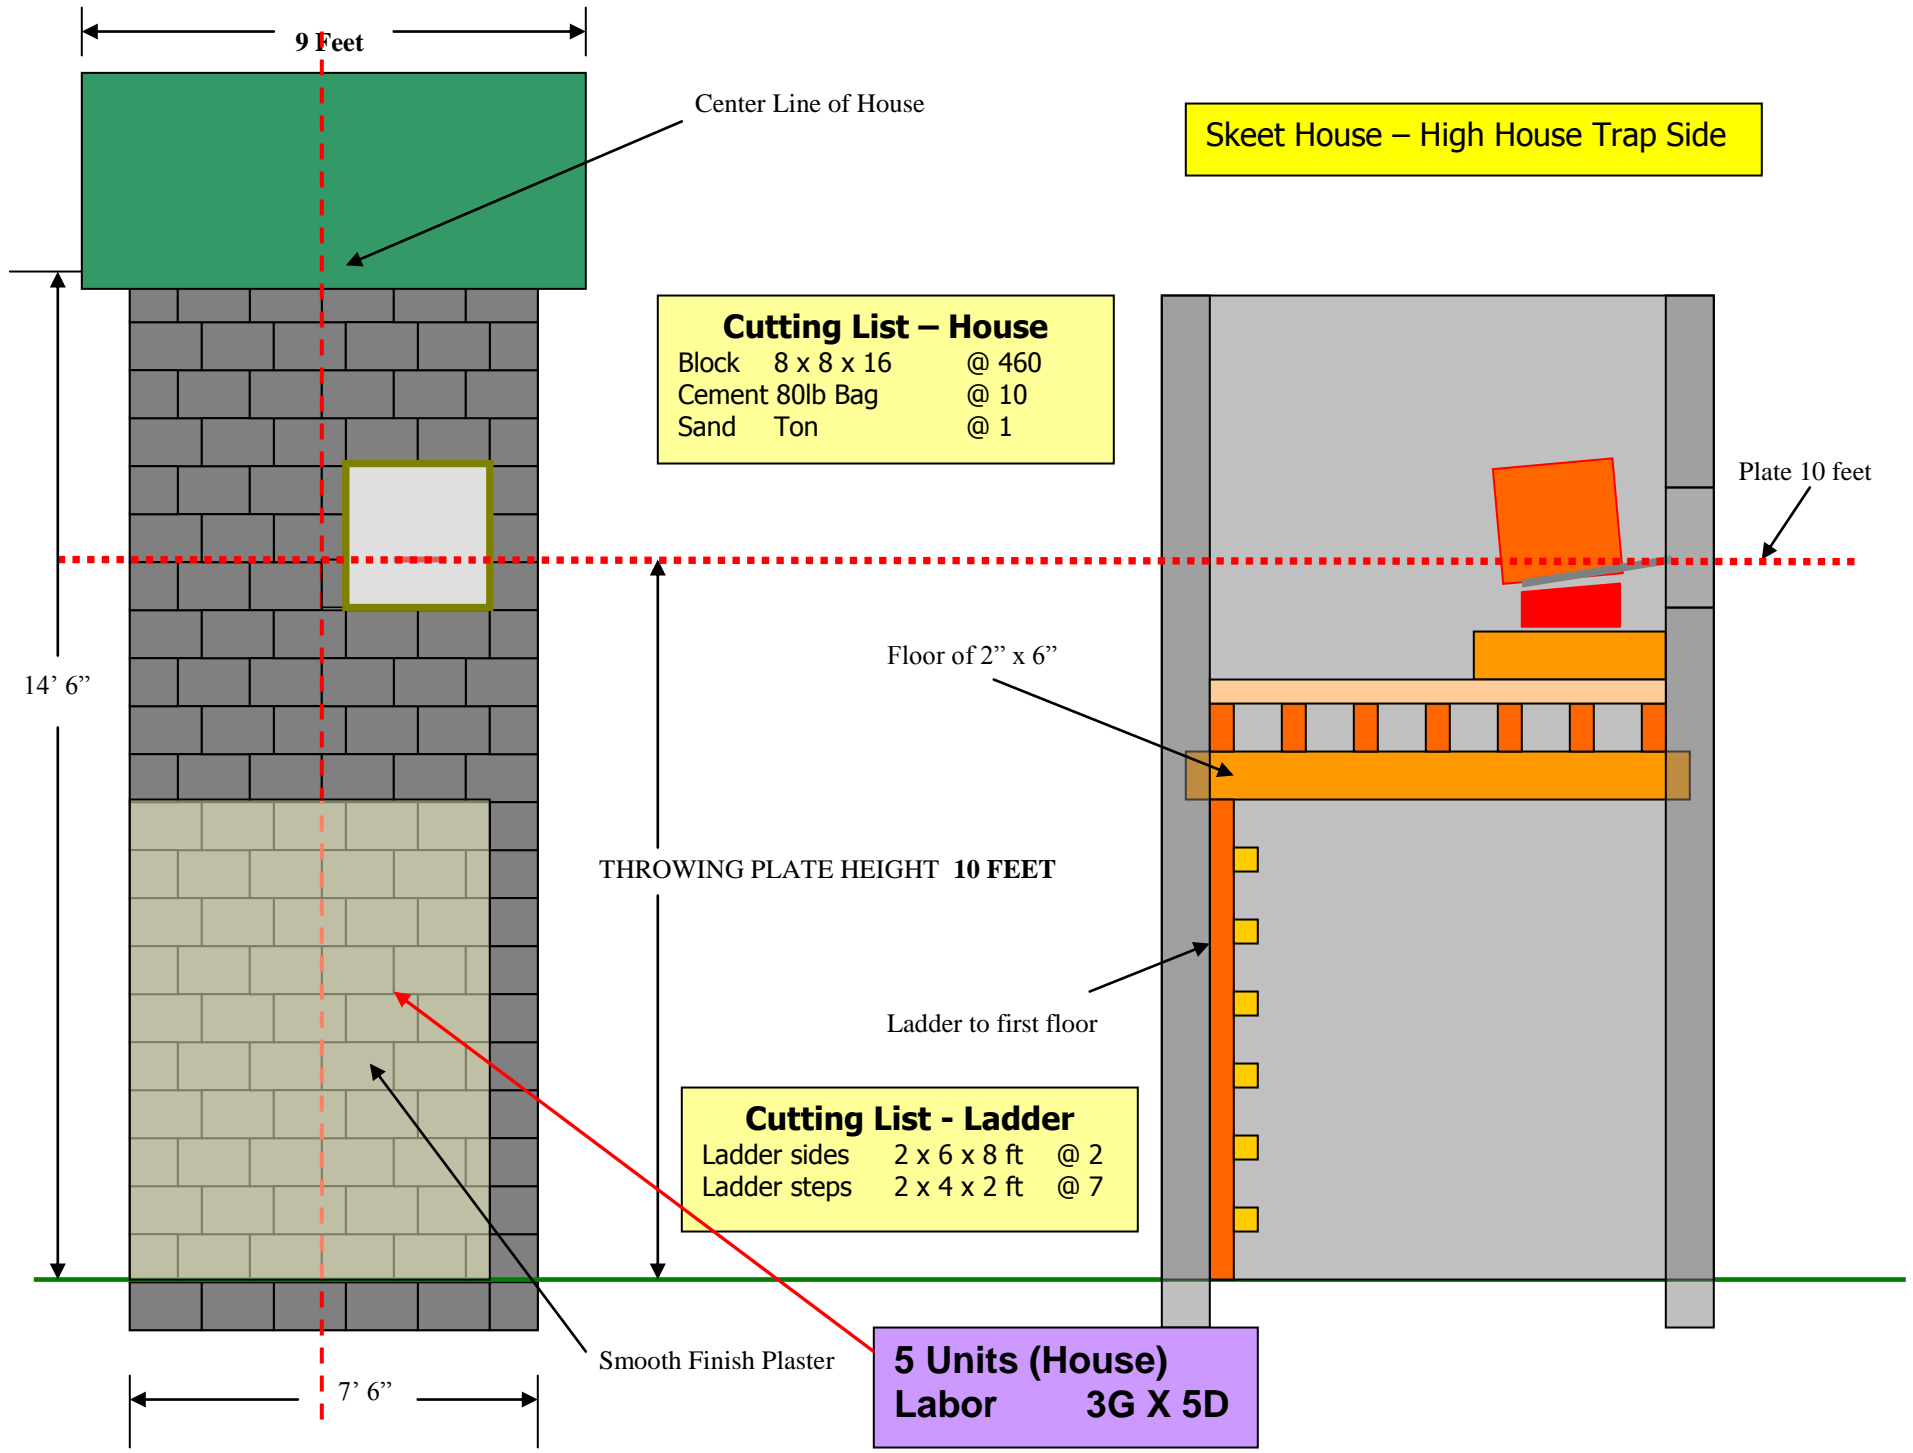 9 Feet
Center Line of House
Skeet House – High House Trap Side
Cutting List – House
Block 8 x 8 x 16 @ 460
Cement 80lb Bag @ 10
Sand Ton @ 1
Plate 10 feet
Floor of 2” x 6”
14’ 6”
THROWING PLATE HEIGHT 10 FEET
Ladder to first floor
Cutting List - Ladder
Ladder sides 2 x 6 x 8 ft @ 2
Ladder steps 2 x 4 x 2 ft @ 7
Smooth Finish Plaster
5 Units (House)
Labor 3G X 5D
7’ 6”